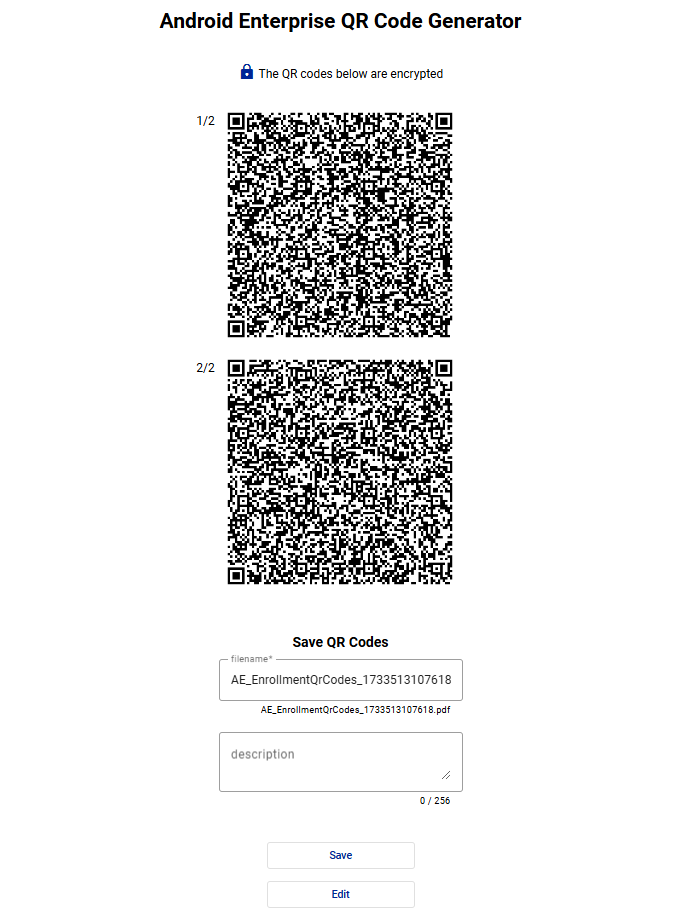 Android Enterprise QR Code Generator
The QR codes below are encrypted
1/2
2/2
Save QR Codes
filename*
AE_EnrollmentQrCodes_1733513107618
AE_EnrollmentQrCodes_1733513107618.pdf
description
0 / 256
Save
Edit